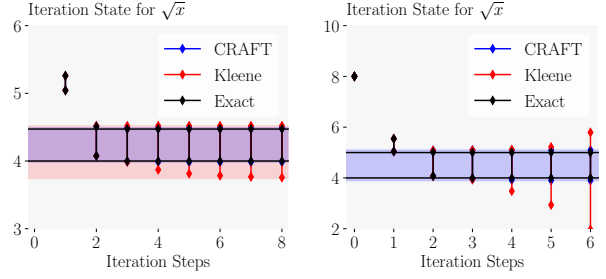 Iteration State for √x
6
5
4
3
0
2
4
6
8
Iteration Steps
CRAFT
Kleene
Exact
Iteration State for √x
10
8
6
4
2
0
1
2
3
4
5
6
Iteration Steps
CRAFT
Kleene
Exact